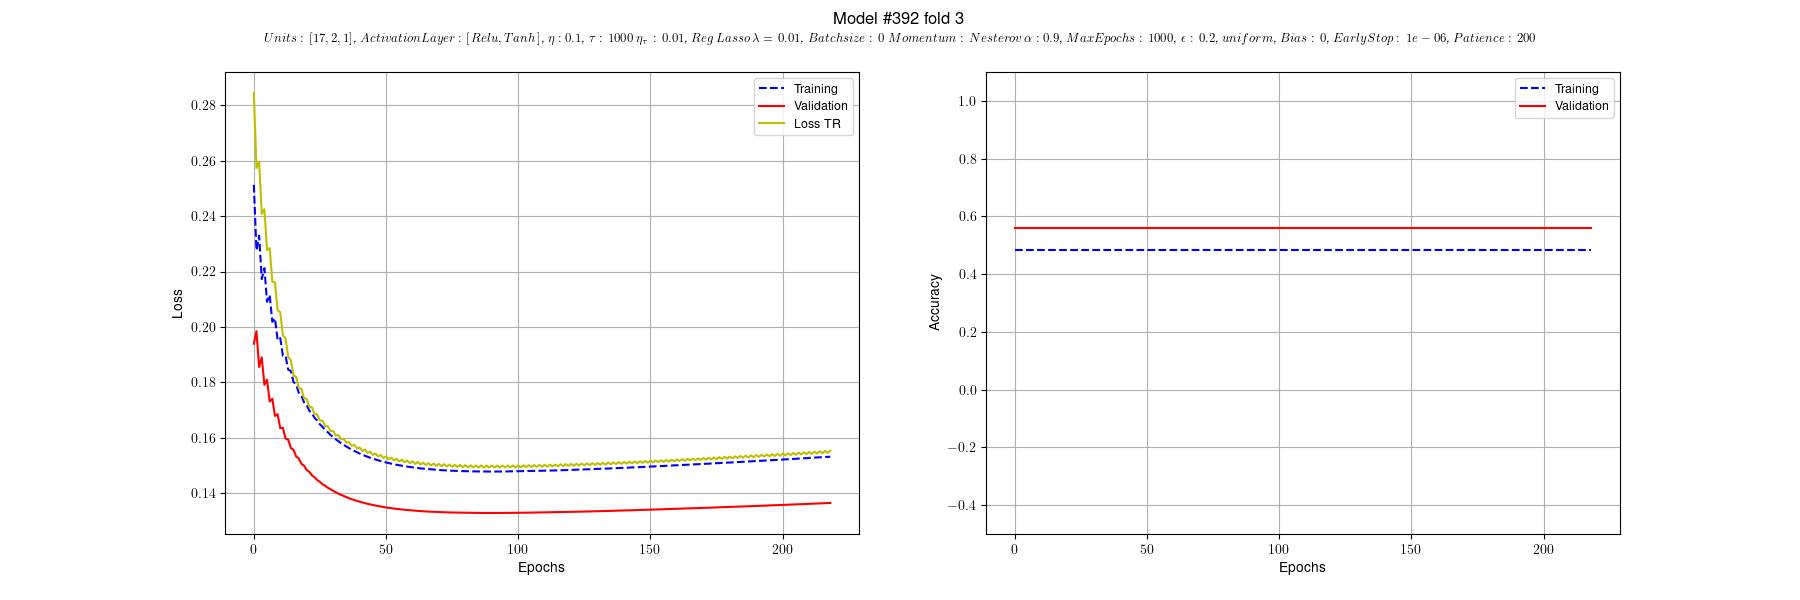 Model #392 fold 3
Units : [17, 2, 1], ActivationLayer : [Relu, Tanh], η : 0.1, τ : 1000 ητ : 0.01, Reg Lasso λ = 0.01, Batchsize : 0 Momentum : Nesterov α : 0.9, MaxEpochs : 1000, ϵ : 0.2, uniform, Bias : 0, EarlyStop : 1e − 06, Patience : 200
Training
Validation
Loss TR
0.28
0.26
0.24
0.22
0.20
0.18
0.16
0.14
Loss
0 50 100 150 200
Epochs
Training
Validation
1.0
0.8
0.6
0.4
0.2
0.0
−0.2
−0.4
Accuracy
0 50 100 150 200
Epochs